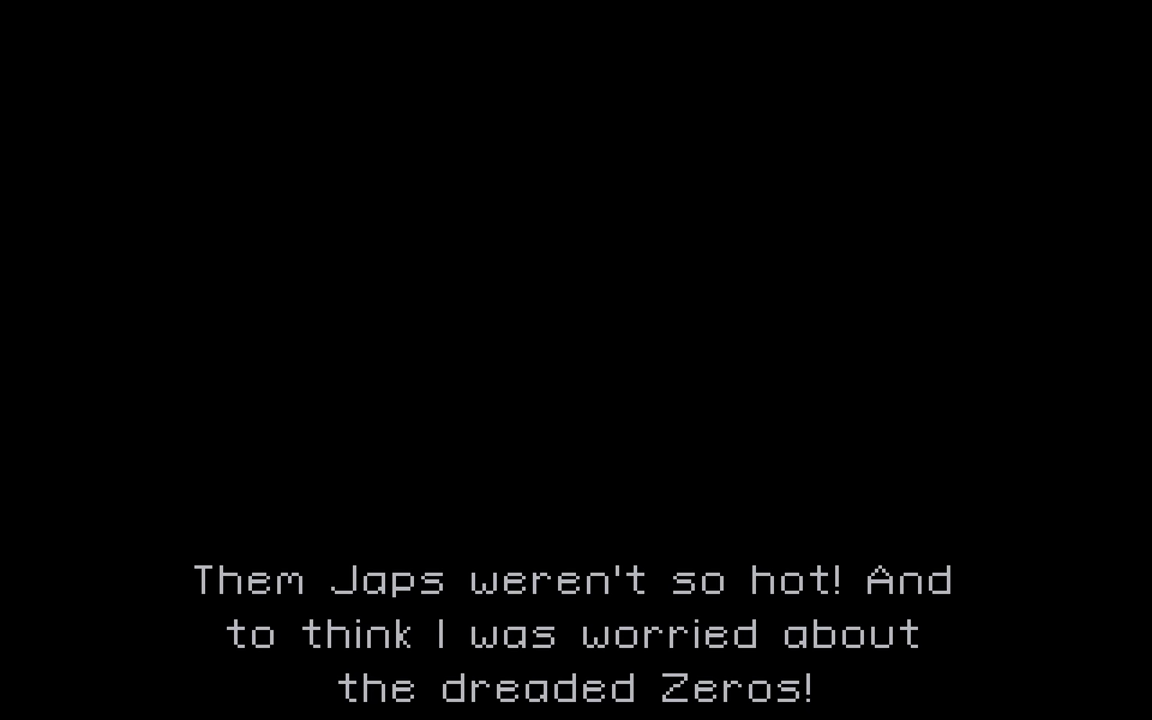 Them Japs weren't so hot! And
to think I was worried about
the dreaded Zeros!